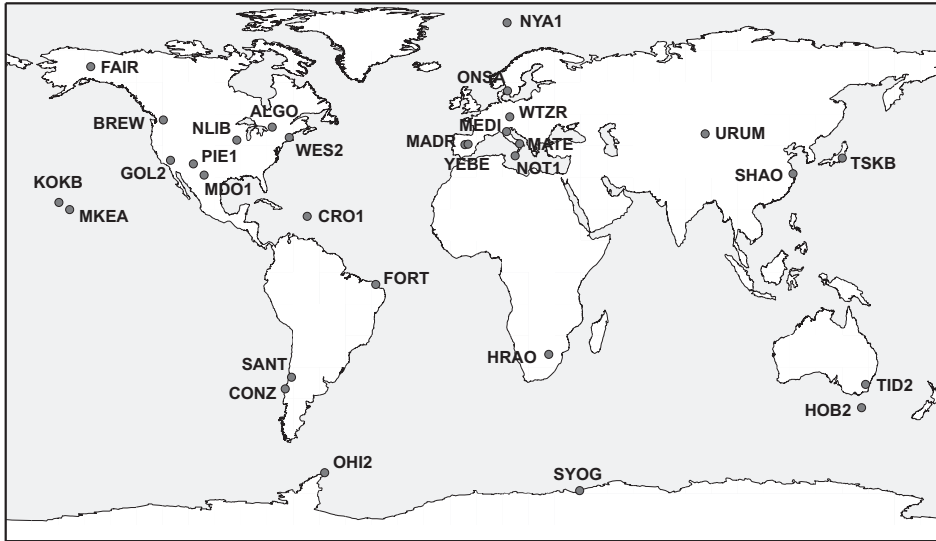 NYA1
FAIR
ONSA
ALGO
BREW
NLIB
WTZR
MEDI
WES2
MADR
MATE
URUM
PIE1
GOL2
YEBE
NOT1
TSKB
MDO1
SHAO
KOKB
MKEA
CRO1
FORT
HRAO
SANT
CONZ
TID2
HOB2
OHI2
SYOG